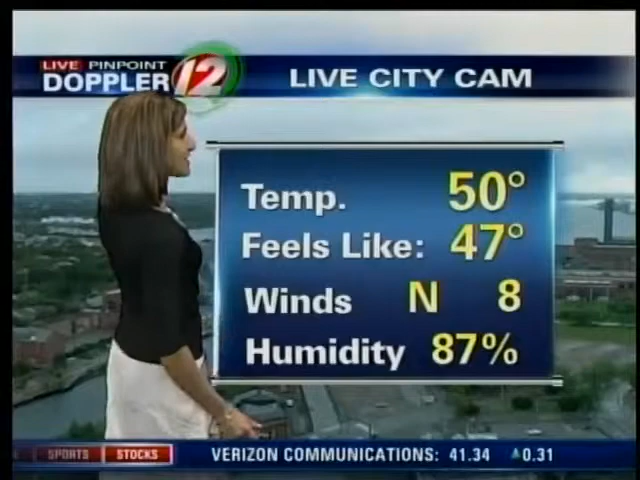 LIVE PINPOINT
DOPPLER 12
LIVE CITY CAM
Temp. 50°
Feels Like: 47°
Winds N 8
Humidity 87%
SPORTS STOCKS VERIZON COMMUNICATIONS: 41.34 ▲0.31